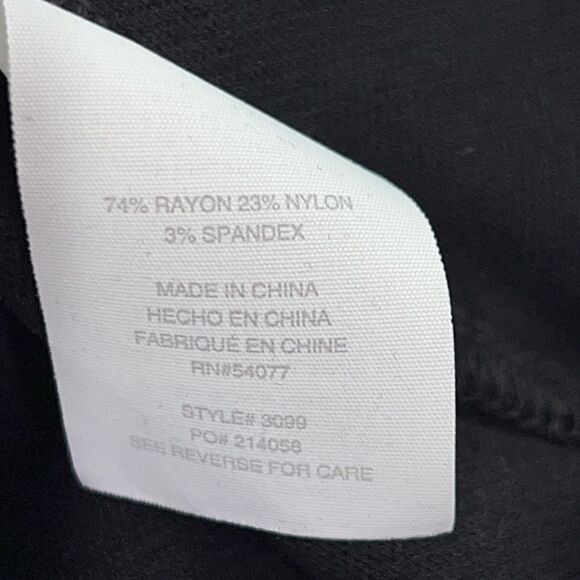 74% RAYON 23% NYLON
3% SPANDEX
MADE IN CHINA
HECHO EN CHINA
FABRIQUÉ EN CHINE
RN#54077
STYLE# 3099
PO# 214056
SEE REVERSE FOR CARE